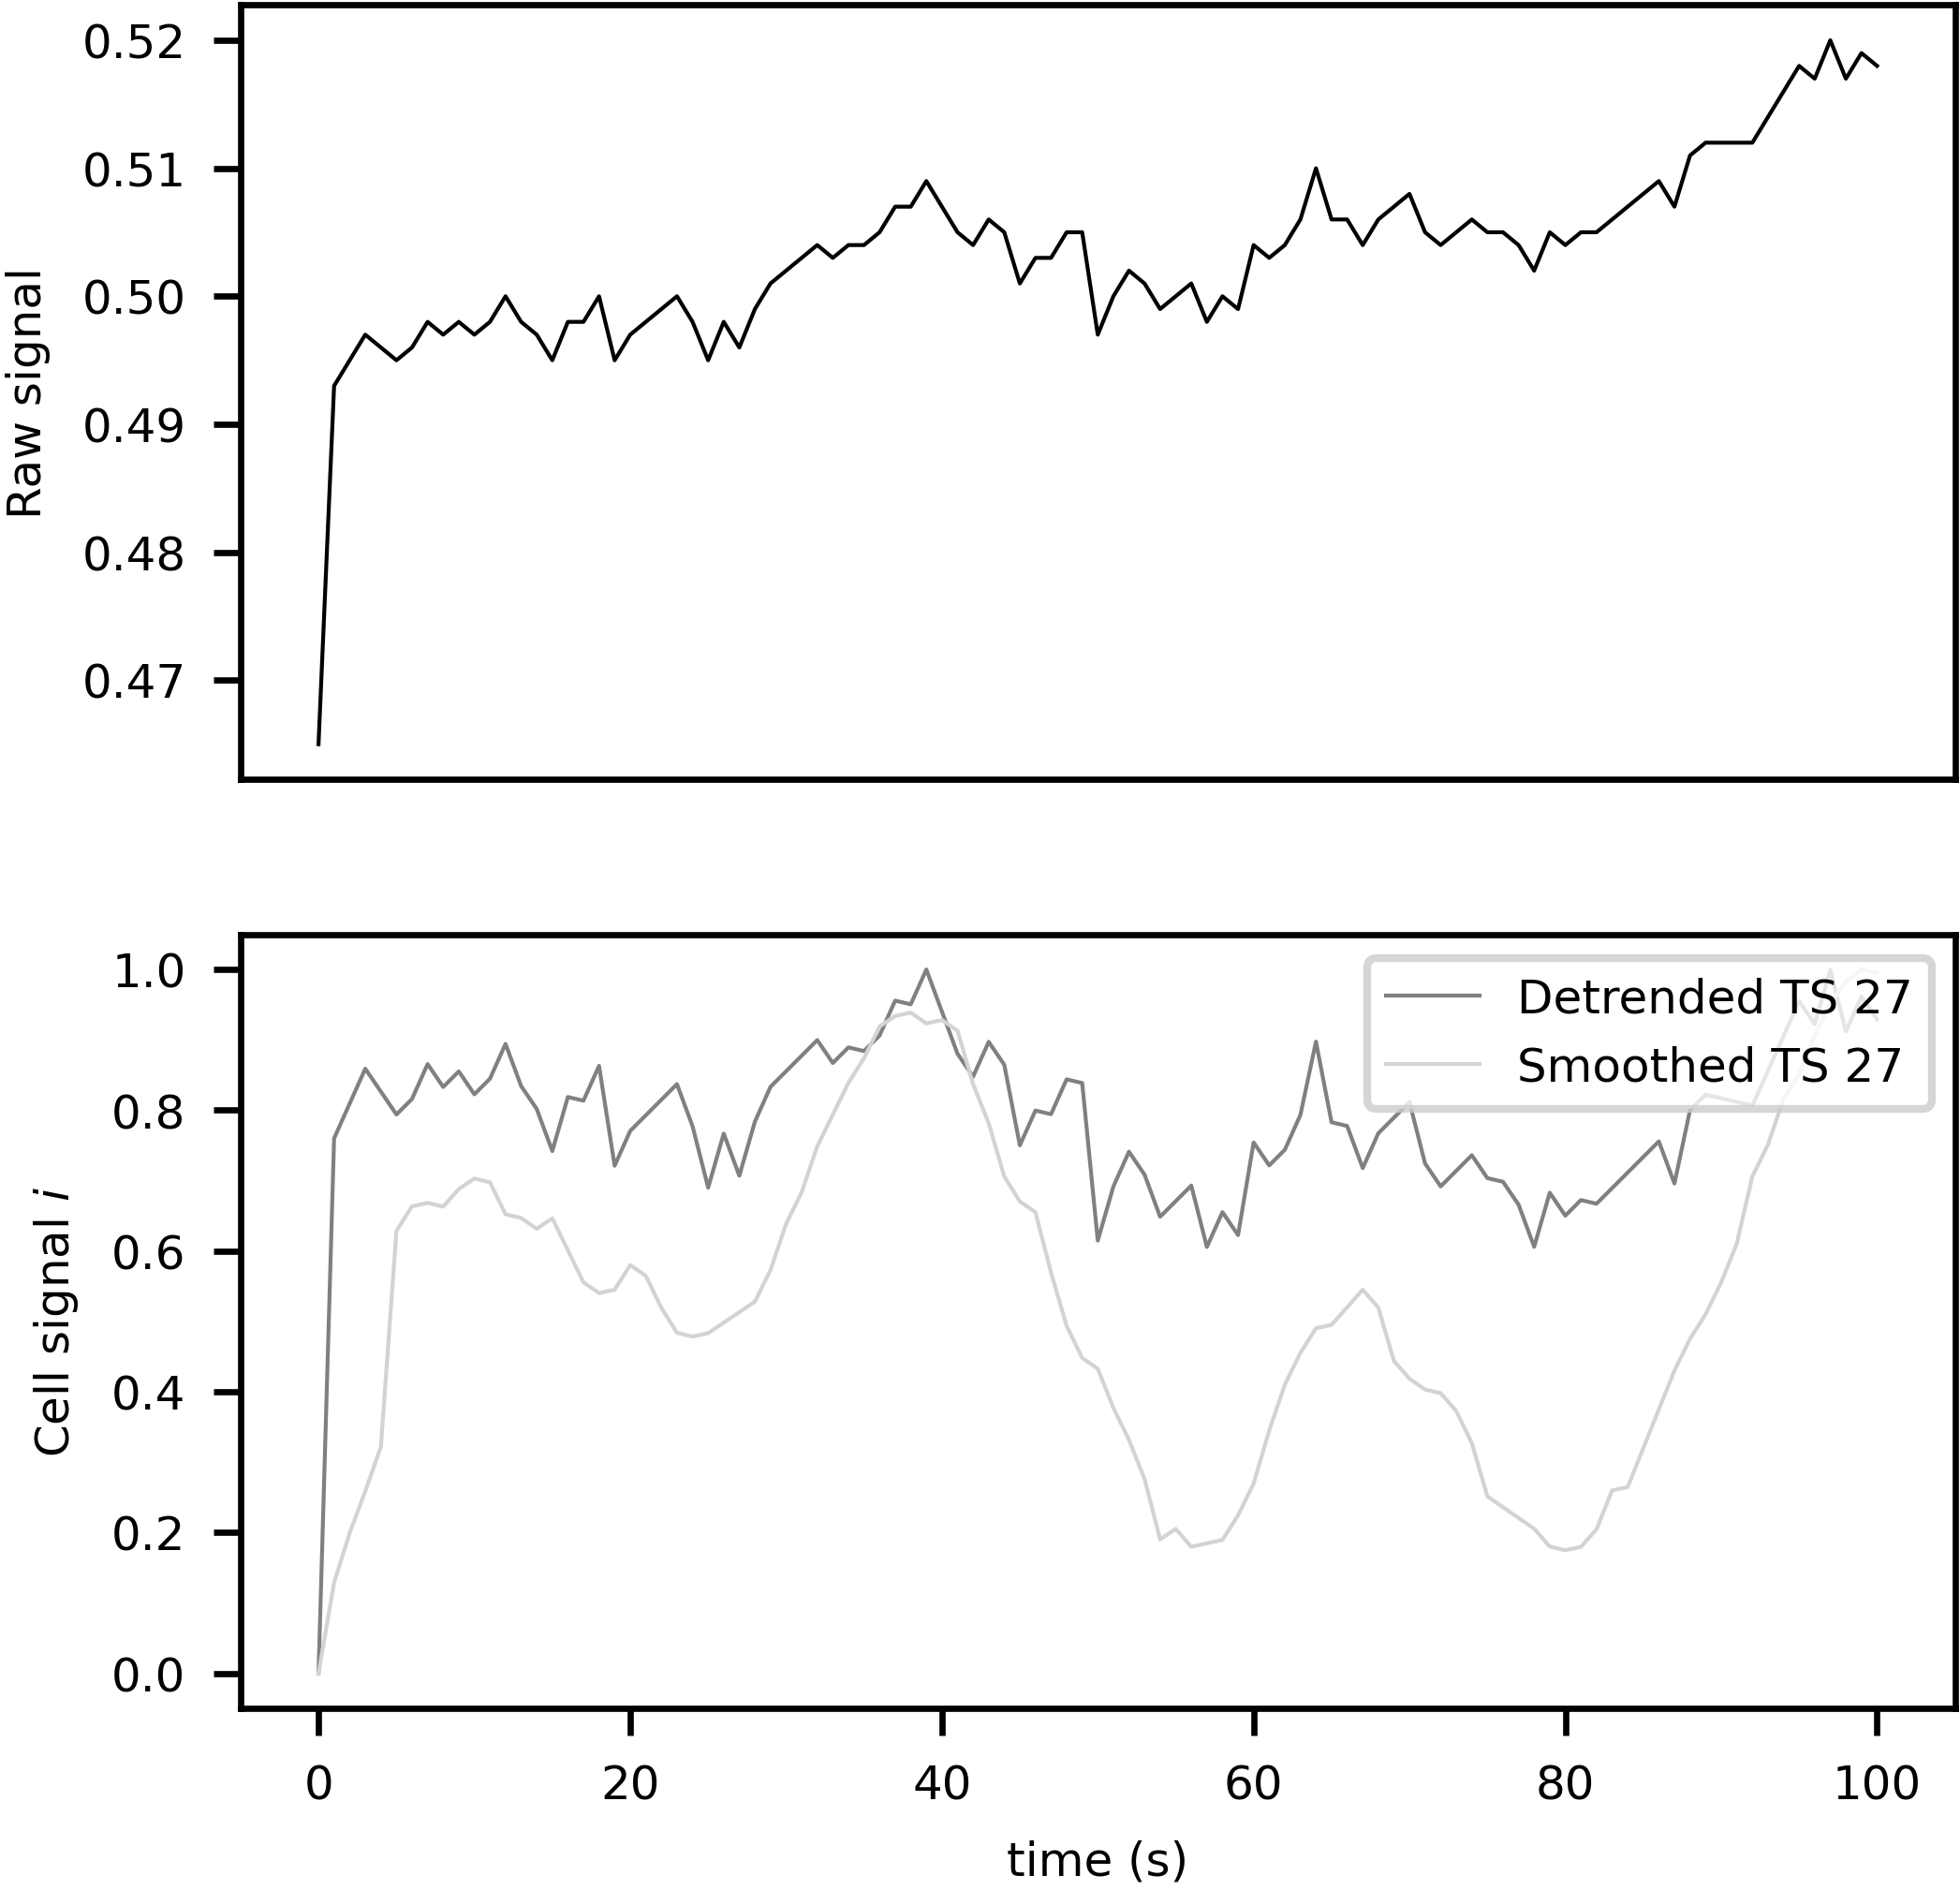 0.52
0.51
0.50
0.49
0.48
0.47
Raw signal
1.0
0.8
0.6
0.4
0.2
0.0
Cell signal i
Detrended TS 27
Smoothed TS 27
0 20 40 60 80 100
time (s)